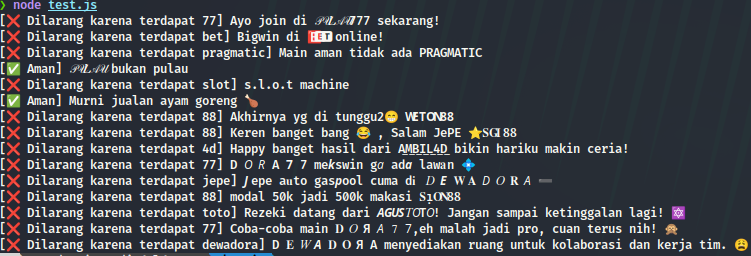 ❯ node test.js
[❌ Dilarang karena terdapat 77] Ayo join di 𝒫𝒰𝓛𝒜𝒰777 sekarang!
[❌ Dilarang karena terdapat bet] Bigwin di 🅱🅴🆃online!
[❌ Dilarang karena terdapat pragmatic] Main aman tidak ada PRAGMATIC
[✅ Aman] 𝒫𝒰𝓛𝒜𝒰 bukan pulau
[❌ Dilarang karena terdapat slot] s.l.o.t machine
[✅ Aman] Murni jualan ayam goreng 🍗
[❌ Dilarang karena terdapat 88] Akhirnya yg di tunggu2😁 𝐖𝐄𝐓𝐎𝐍88
[❌ Dilarang karena terdapat 88] Keren banget bang 😂 , Salam JePE ⭐𝐒𝐆𝐈88
[❌ Dilarang karena terdapat 4d] Happy banget hasil dari A̲M̲B̲I̲L̲4̲D̲ bikin hariku makin ceria!
[❌ Dilarang karena terdapat 77] D 𝘖 𝘙 𝘈 7 7 me𝙠swin g𝘢 ad𝙖 lawan 💠
[❌ Dilarang karena terdapat jepe] 𝘑epe auto gaspool cuma di 𝘋 𝙀 𝐖 𝐀 𝘋 𝘖 𝐑 𝘈 ➖
[❌ Dilarang karena terdapat 88] modal 50k jadi 500k makasi 𝐒𝐈𝐎𝐍88
[❌ Dilarang karena terdapat toto] Rezeki datang dari 𝘼𝙂𝙐𝙎𝘛𝘖𝘛𝘖! Jangan sampai ketinggalan lagi! 🔯
[❌ Dilarang karena terdapat 77] Coba-coba main 𝐃 𝘖 Я 𝘈 7 7,eh malah jadi pro, cuan terus nih! 🙊
[❌ Dilarang karena terdapat dewadora] 𝐃 𝐄 𝐖 𝘼 𝐃 𝐎 Я A menyediakan ruang untuk kolaborasi dan kerja tim. 😩